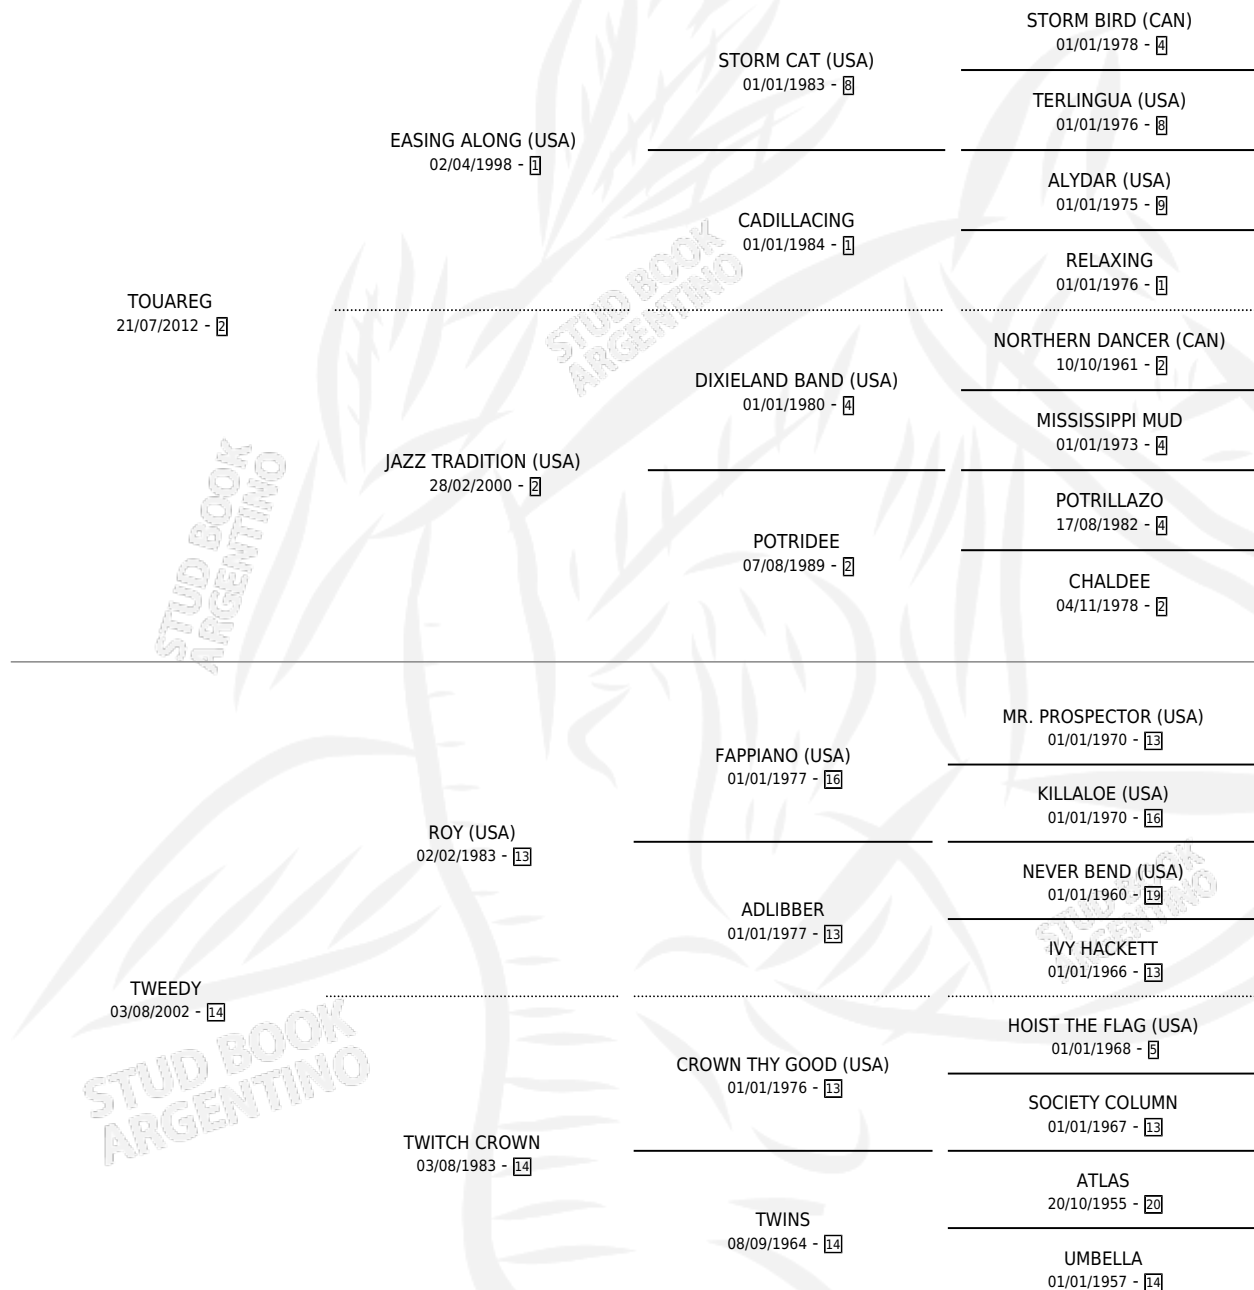 STORM BIRD (CAN)
01/01/1978 - 4
STORM CAT (USA)
01/01/1983 - 8
TERLINGUA (USA)
01/01/1976 - 8
EASING ALONG (USA)
02/04/1998 - 1
ALYDAR (USA)
01/01/1975 - 9
CADILLACING
01/01/1984 - 1
RELAXING
01/01/1976 - 1
TOUAREG
21/07/2012 - 2
STUD BOOK
ARGENTINO
NORTHERN DANCER (CAN)
10/10/1961 - 2
DIXIELAND BAND (USA)
01/01/1980 - 4
MISSISSIPPI MUD
01/01/1973 - 4
JAZZ TRADITION (USA)
28/02/2000 - 2
POTRILLAZO
17/08/1982 - 4
POTRIDEE
07/08/1989 - 2
CHALDEE
04/11/1978 - 2
STUD BOOK
ARGENTINO
MR. PROSPECTOR (USA)
01/01/1970 - 13
FAPPIANO (USA)
01/01/1977 - 16
KILLALOE (USA)
01/01/1970 - 16
ROY (USA)
02/02/1983 - 13
NEVER BEND (USA)
01/01/1960 - 19
ADLIBBER
01/01/1977 - 13
STUD BOOK
ARGENTINO
IVY HACKETT
01/01/1966 - 13
TWEEDY
03/08/2002 - 14
STUD BOOK
ARGENTINO
HOIST THE FLAG (USA)
01/01/1968 - 5
CROWN THY GOOD (USA)
01/01/1976 - 13
SOCIETY COLUMN
01/01/1967 - 13
TWITCH CROWN
03/08/1983 - 14
ATLAS
20/10/1955 - 20
TWINS
08/09/1964 - 14
UMBELLA
01/01/1957 - 14